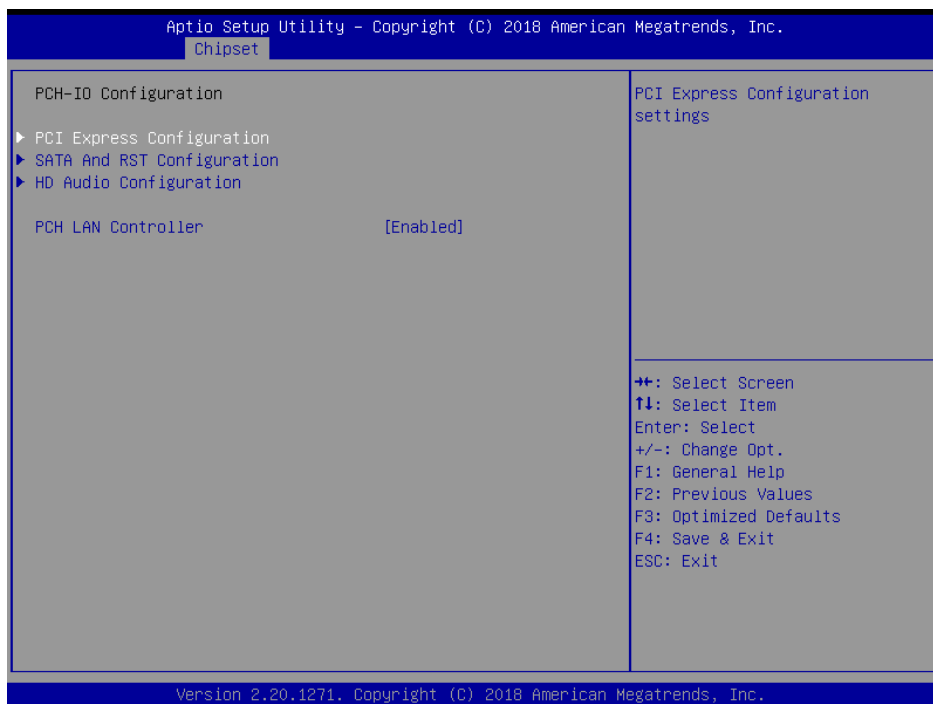 Aptio Setup Utility – Copyright (C) 2018 American Megatrends, Inc.
Chipset
PCH-IO Configuration
PCI Express Configuration
SATA And RST Configuration
HD Audio Configuration
PCH LAN Controller [Enabled]
PCI Express Configuration
settings
→←: Select Screen
↑↓: Select Item
Enter: Select
+/-: Change Opt.
F1: General Help
F2: Previous Values
F3: Optimized Defaults
F4: Save & Exit
ESC: Exit
Version 2.20.1271. Copyright (C) 2018 American Megatrends, Inc.